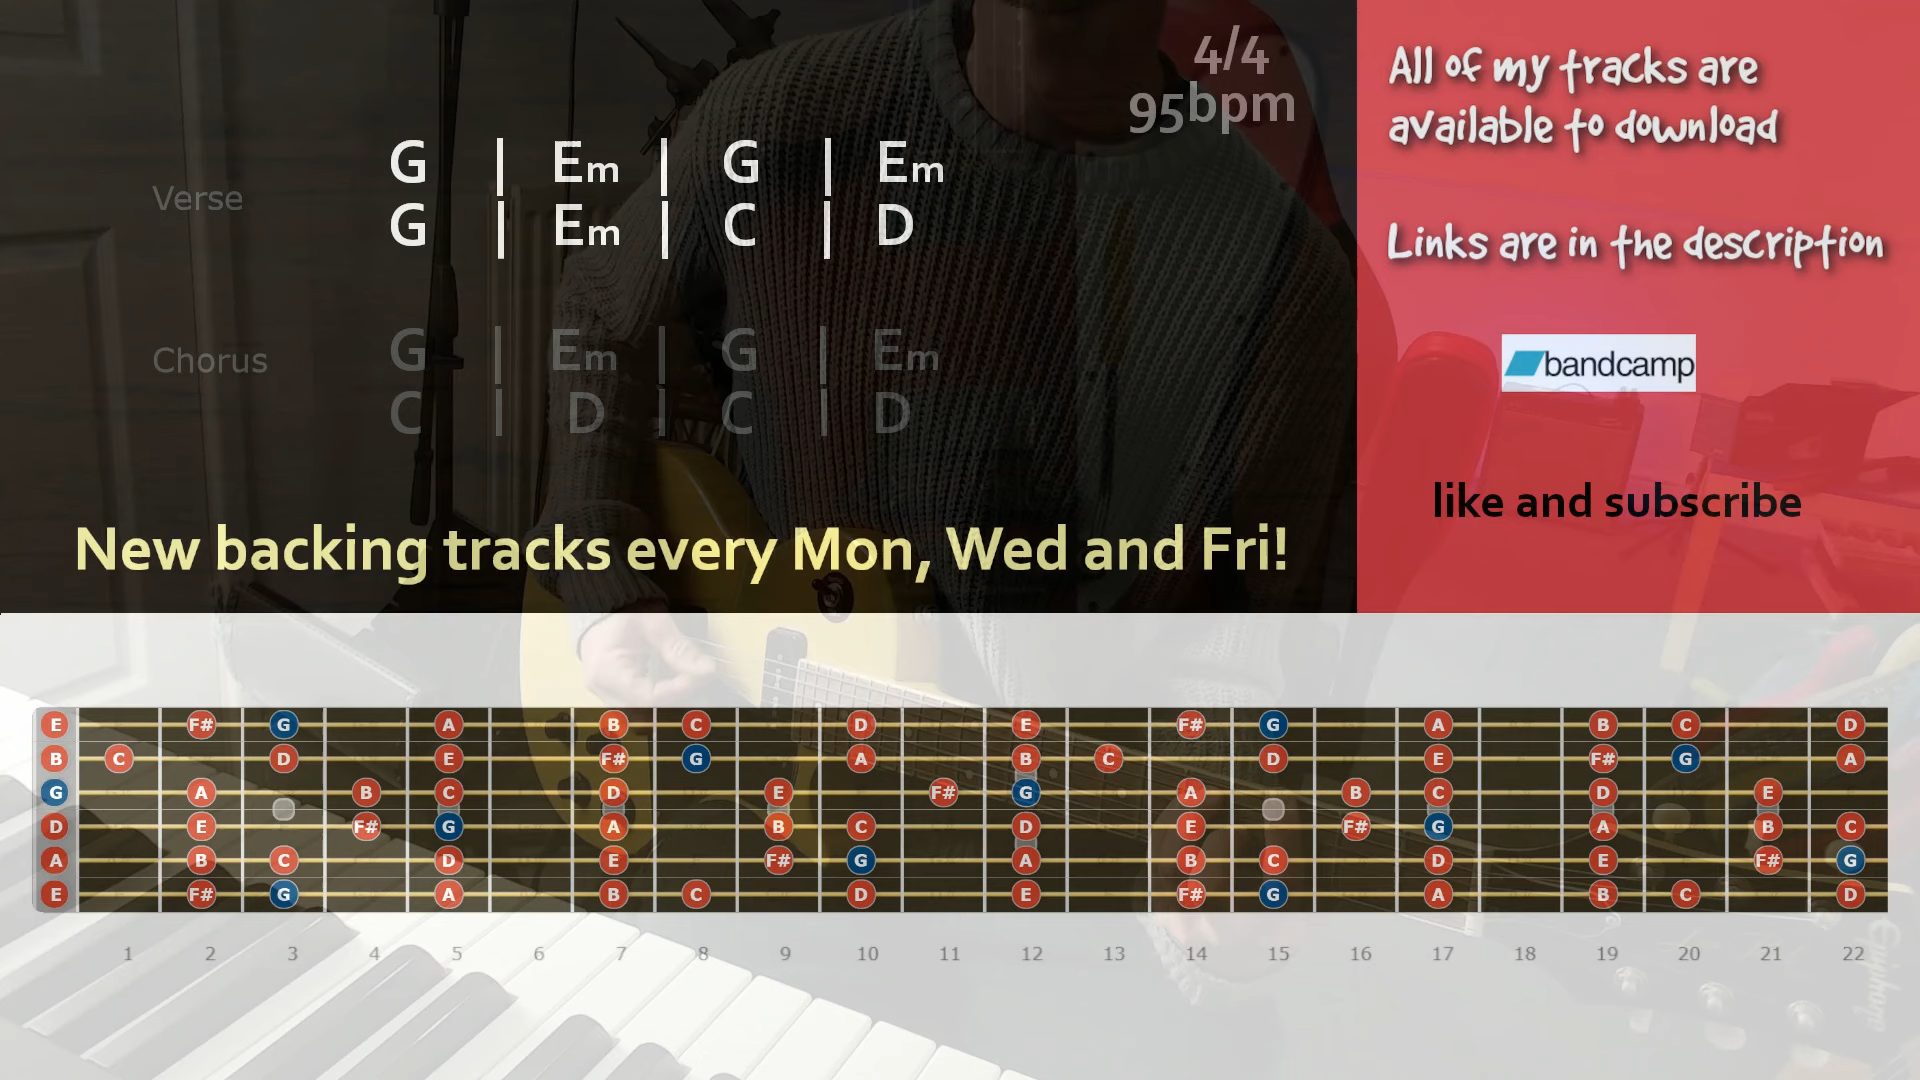 4/4
95bpm
G | Em | G | Em
Verse
G | Em | C | D
G | Em | G | Em
Chorus
C | D | C | D
New backing tracks every Mon, Wed and Fri!
All of my tracks are
available to download
Links are in the description
bandcamp
like and subscribe
E F# G A B C D E F# G A B C D
B C D E F# G A B C D E F# G A
G A B C D E F# G A B C D E
D E F# G A B C D E F# G A B C
A B C D E F# G A B C D E F# G
E F# G A B C D E F# G A B C D
1 2 3 4 5 6 7 8 9 10 11 12 13 14 15 16 17 18 19 20 21 22
Epiphone